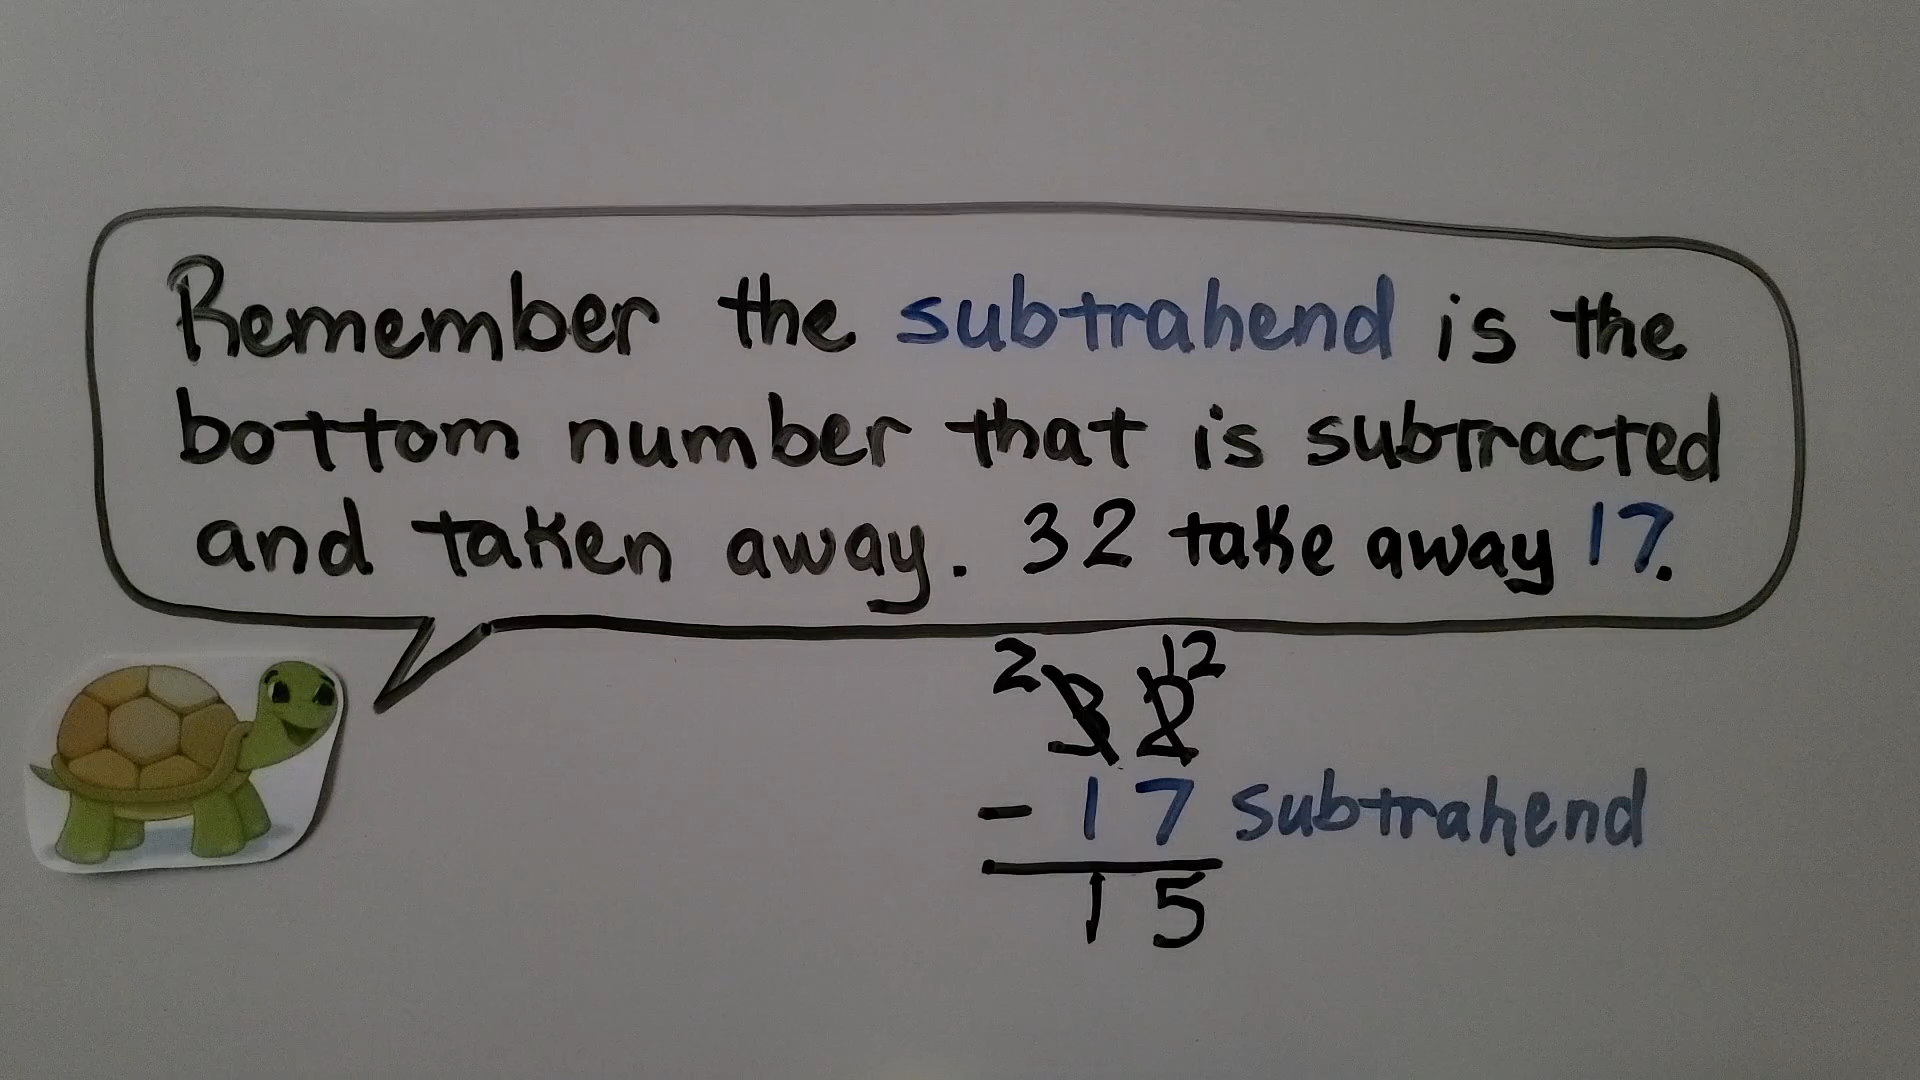 Remember the subtrahend is the
bottom number that is subtracted
and taken away. 32 take away 17.
2 12
32
- 17 subtrahend
15